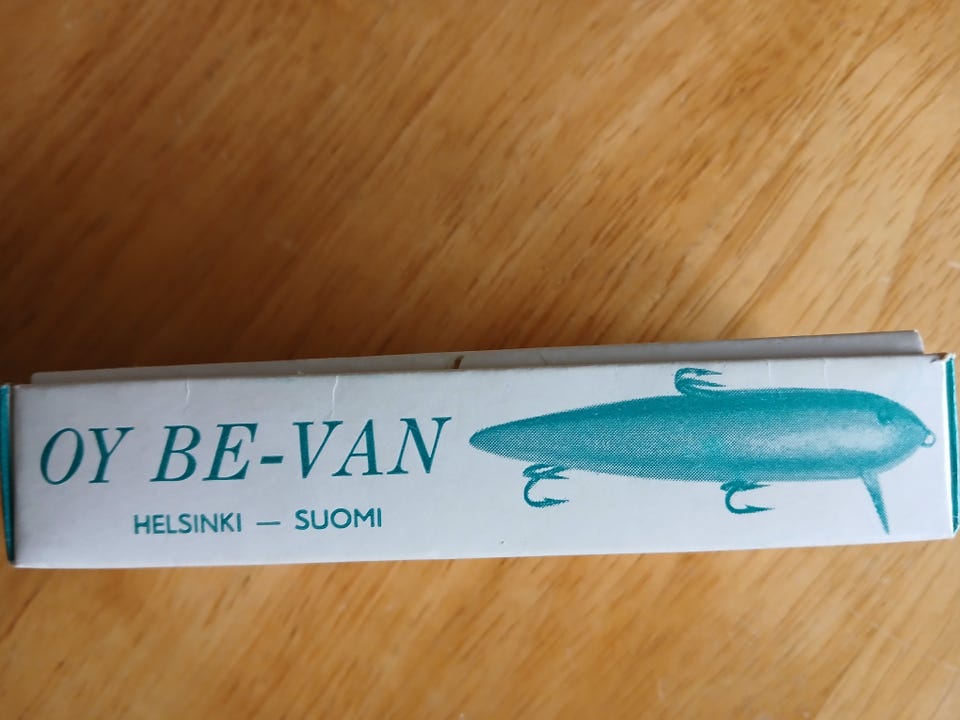 OY BE-VAN
HELSINKI — SUOMI